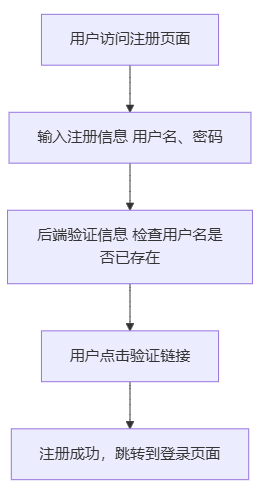 用户访问注册页面
输入注册信息 用户名、密码
后端验证信息 检查用户名是
否已存在
用户点击验证链接
注册成功，跳转到登录页面